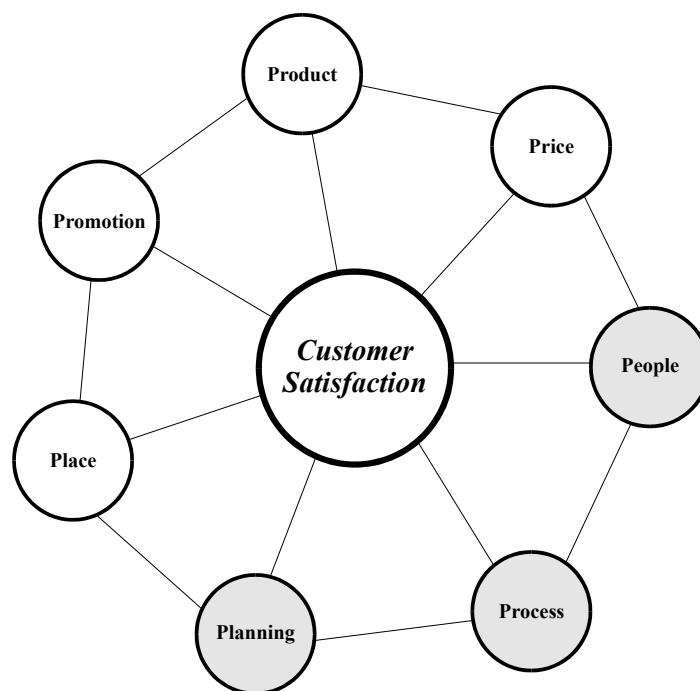 Product
Price
Promotion
Customer
Satisfaction
People
Place
Process
Planning